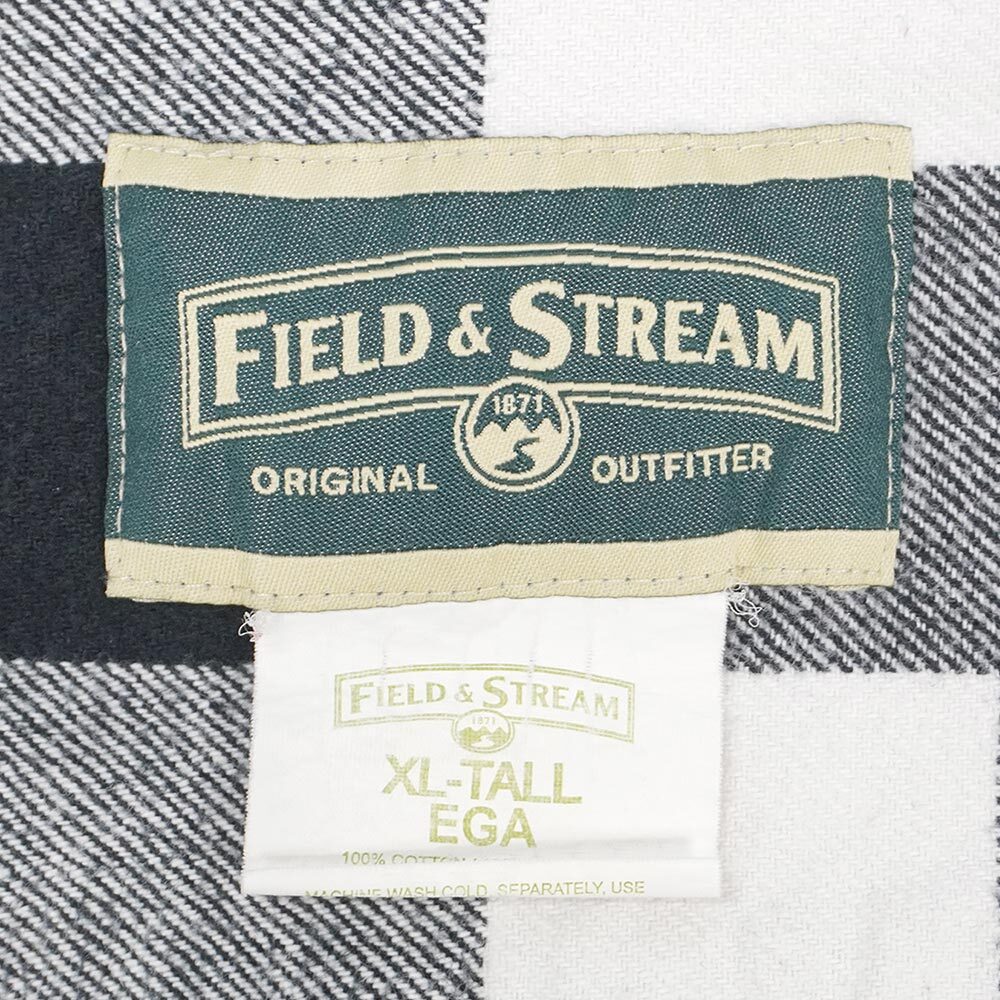 FIELD & STREAM
1871
ORIGINAL OUTFITTER
FIELD & STREAM
1871
XL-TALL
EGA
100% COTTON
MACHINE WASH COLD, SEPARATELY, USE